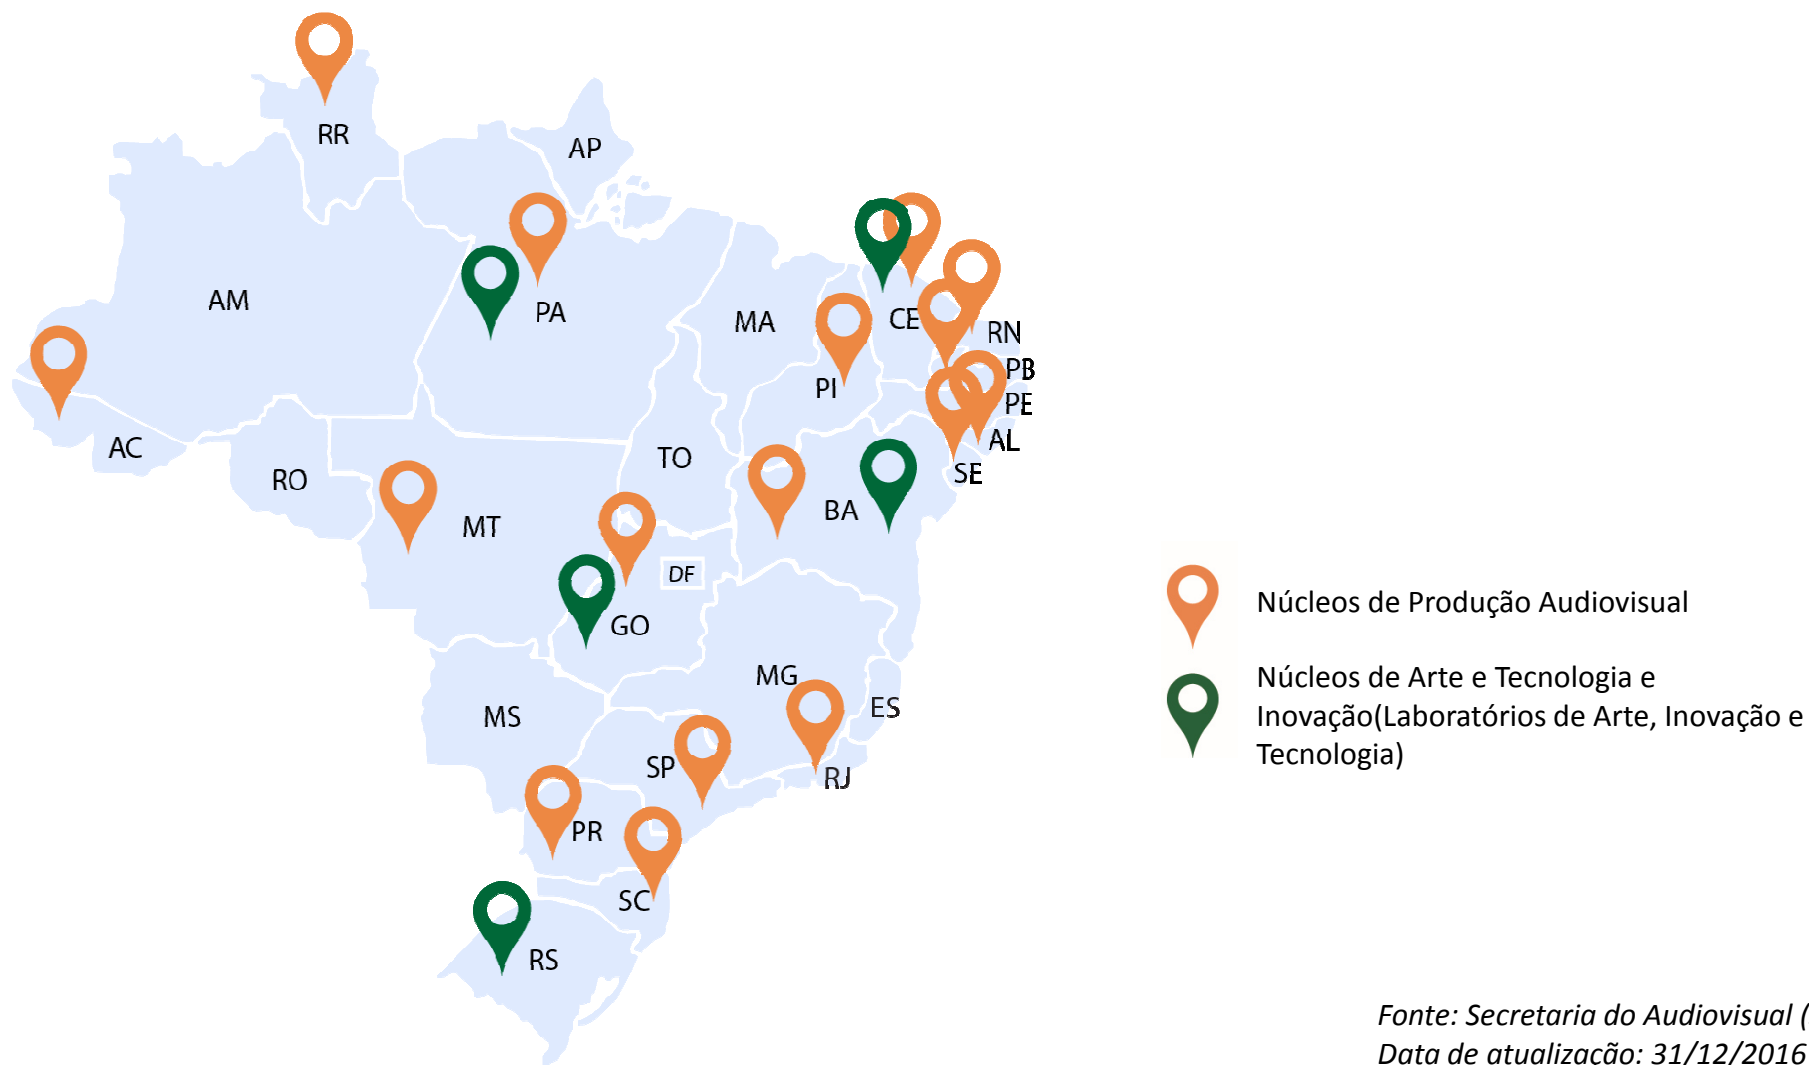 RR
AP
AM
PA
MA
CE
RN
PB
PI
PE
AL
AC
TO
SE
RO
BA
MT
DF
GO
MG
ES
MS
SP
RJ
PR
SC
RS
Núcleos de Produção Audiovisual
Núcleos de Arte e Tecnologia e
Inovação(Laboratórios de Arte, Inovação e
Tecnologia)
Fonte: Secretaria do Audiovisual (
Data de atualização: 31/12/2016